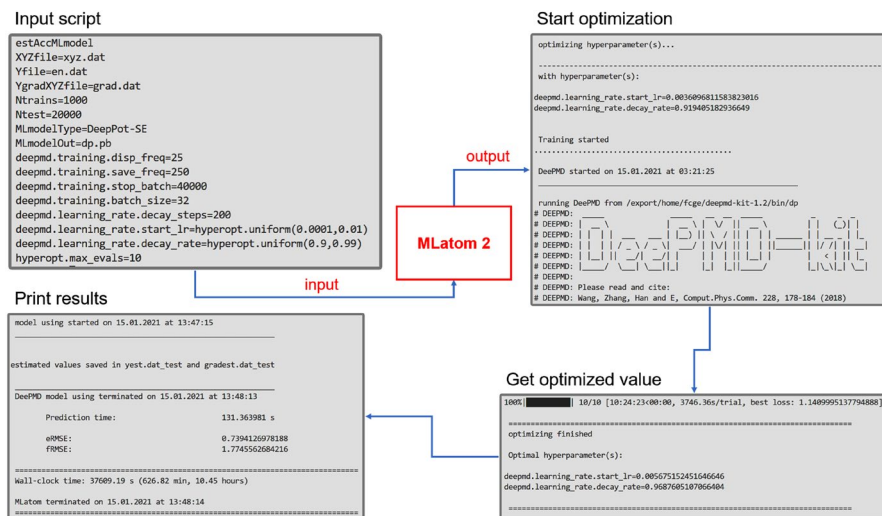 Input script
estAccMLmodel
XYZfile=xyz.dat
Yfile=en.dat
YgradXYZfile=grad.dat
Ntrains=1000
Ntest=20000
MLmodelType=DeepPot-SE
MLmodelOut=dp.pb
deepmd.training.disp_freq=25
deepmd.training.save_freq=250
deepmd.training.stop_batch=40000
deepmd.training.batch_size=32
deepmd.learning_rate.decay_steps=200
deepmd.learning_rate.start_lr=hyperopt.uniform(0.0001,0.01)
deepmd.learning_rate.decay_rate=hyperopt.uniform(0.9,0.99)
hyperopt.max_evals=10
input
MLatom 2
output
Start optimization
optimizing hyperparameter(s)...
with hyperparameter(s):
deepmd.learning_rate.start_lr=0.0036096811583823016
deepmd.learning_rate.decay_rate=0.919405182936649
Training started
..............................................
DeePMD started on 15.01.2021 at 03:21:25
running DeePMD from /export/home/fcge/deepmd-kit-1.2/bin/dp
# DEEPMD:
# DEEPMD:
# DEEPMD:
# DEEPMD:
# DEEPMD:
# DEEPMD:
# DEEPMD:
# DEEPMD: Please read and cite:
# DEEPMD: Wang, Zhang, Han and E, Comput.Phys.Comm. 228, 178-184 (2018)
Get optimized value
100%| | 10/10 [10:24:23<00:00, 3746.36s/trial, best loss: 1.1409995137794888]
================================================================
optimizing finished
Optimal hyperparameter(s):
deepmd.learning_rate.start_lr=0.005675152451646646
deepmd.learning_rate.decay_rate=0.9687605107066404
================================================================
Print results
model using started on 15.01.2021 at 13:47:15
estimated values saved in yest.dat_test and gradest.dat_test
DeePMD model using terminated on 15.01.2021 at 13:48:13
Prediction time: 131.363981 s
eRMSE: 0.7394126978188
fRMSE: 1.7745562684216
================================================================
Wall-clock time: 37609.19 s (626.82 min, 10.45 hours)
MLatom terminated on 15.01.2021 at 13:48:14
================================================================